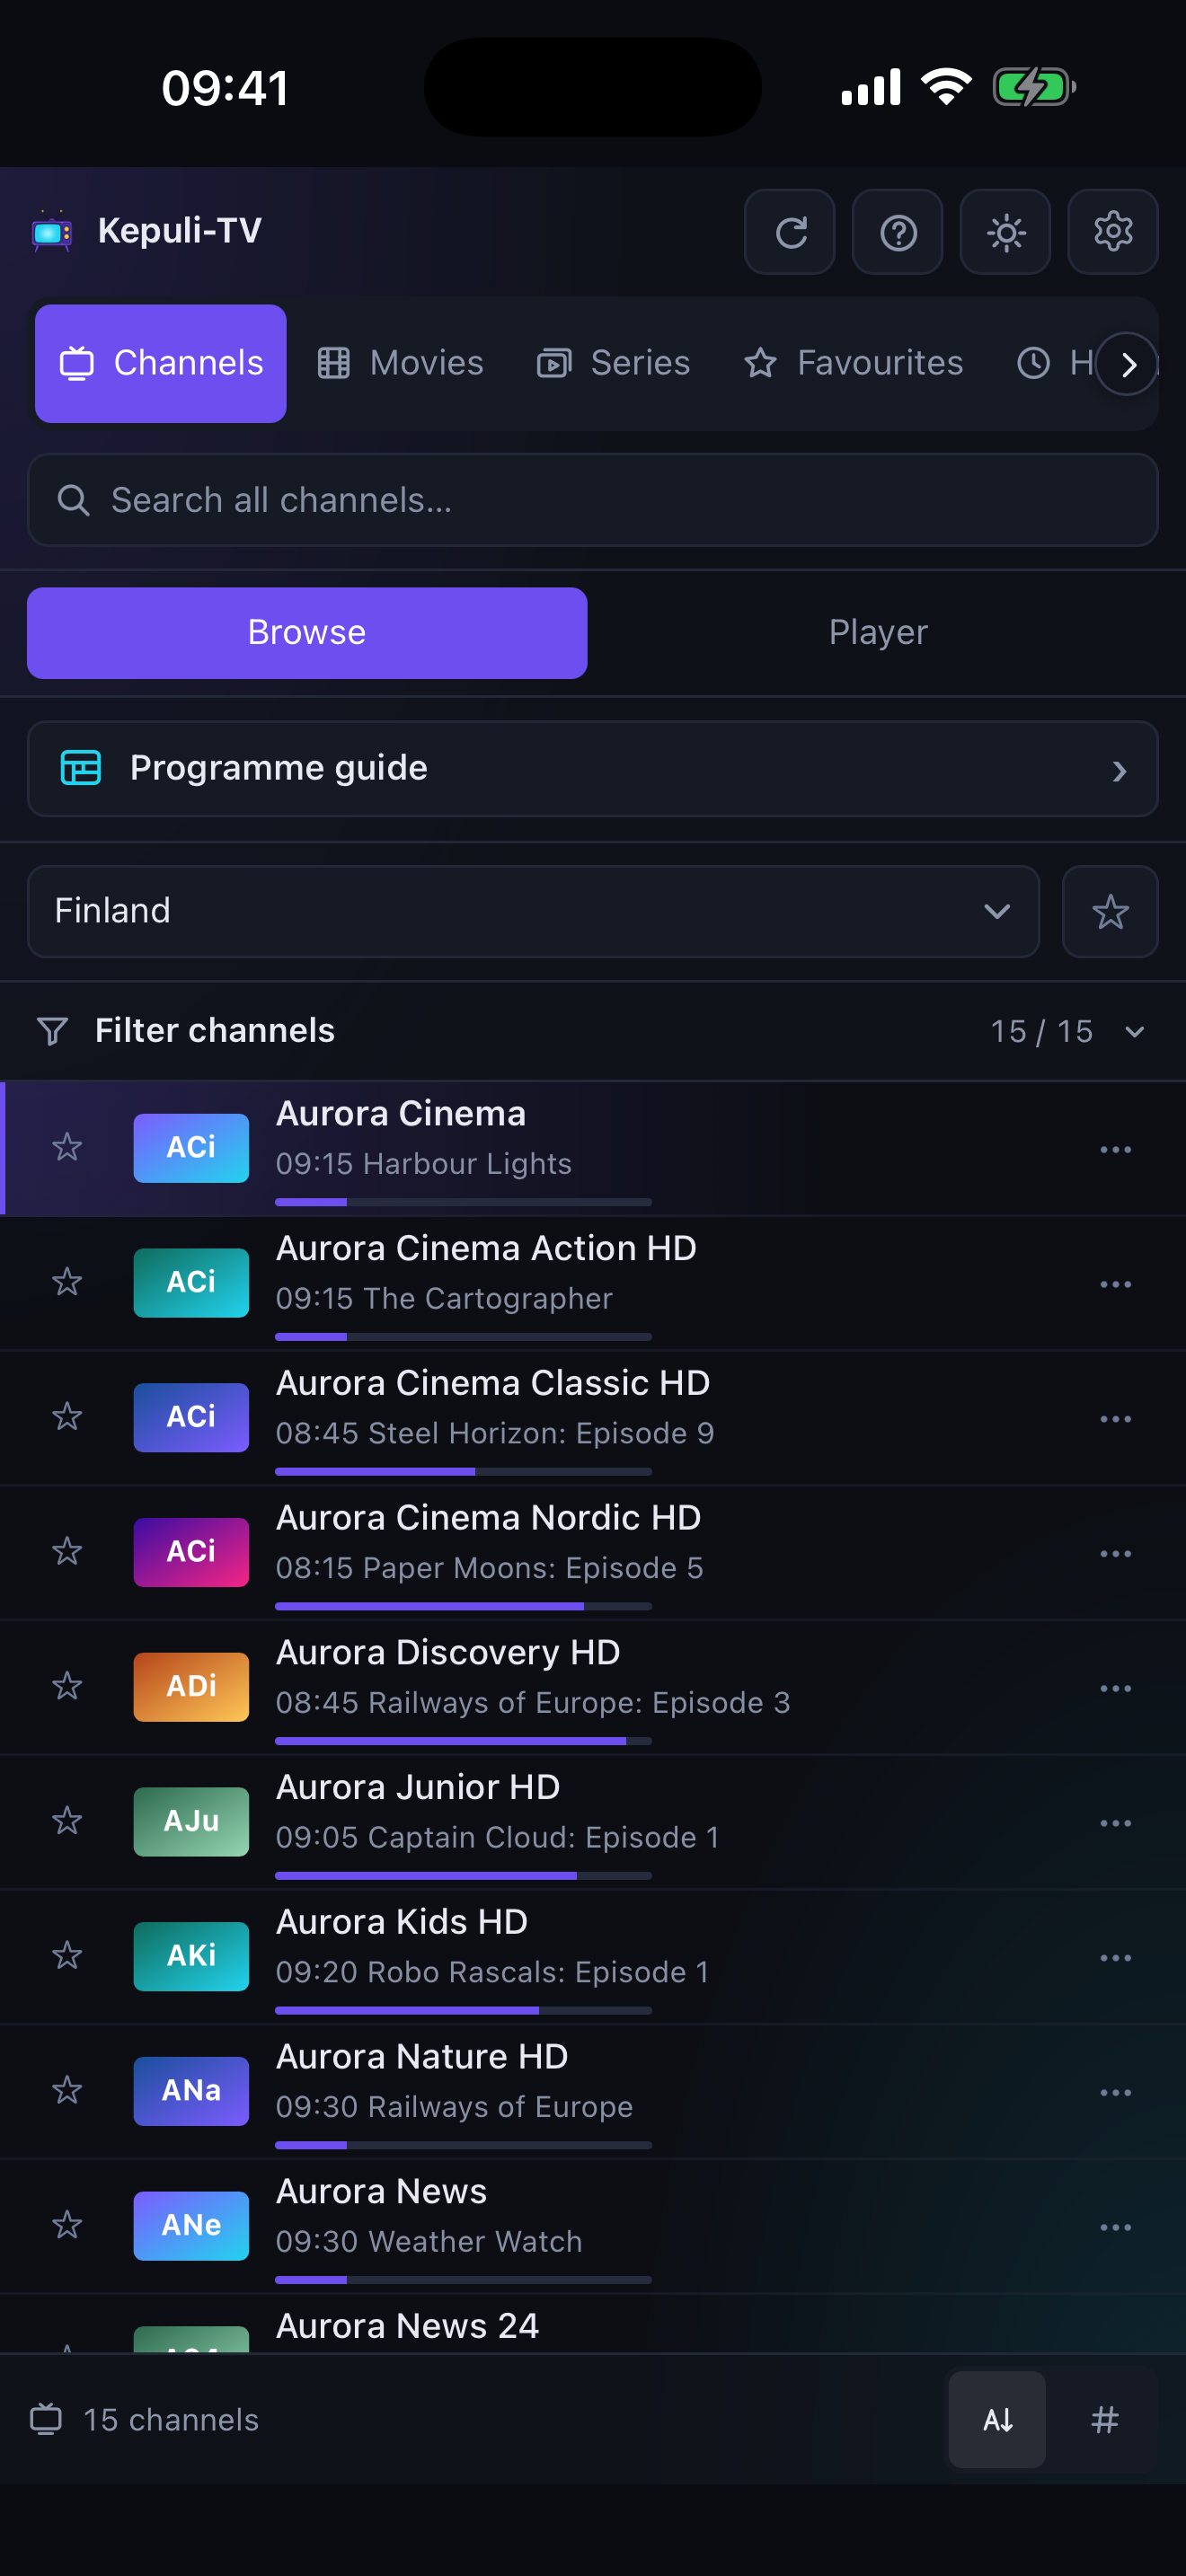 09:41
Kepuli-TV
Channels Movies Series Favourites H
Search all channels...
Browse Player
Programme guide
Finland
Filter channels 15 / 15
ACi Aurora Cinema
09:15 Harbour Lights
ACi Aurora Cinema Action HD
09:15 The Cartographer
ACi Aurora Cinema Classic HD
08:45 Steel Horizon: Episode 9
ACi Aurora Cinema Nordic HD
08:15 Paper Moons: Episode 5
ADi Aurora Discovery HD
08:45 Railways of Europe: Episode 3
AJu Aurora Junior HD
09:05 Captain Cloud: Episode 1
AKi Aurora Kids HD
09:20 Robo Rascals: Episode 1
ANa Aurora Nature HD
09:30 Railways of Europe
ANe Aurora News
09:30 Weather Watch
Aurora News 24
15 channels A↓ #